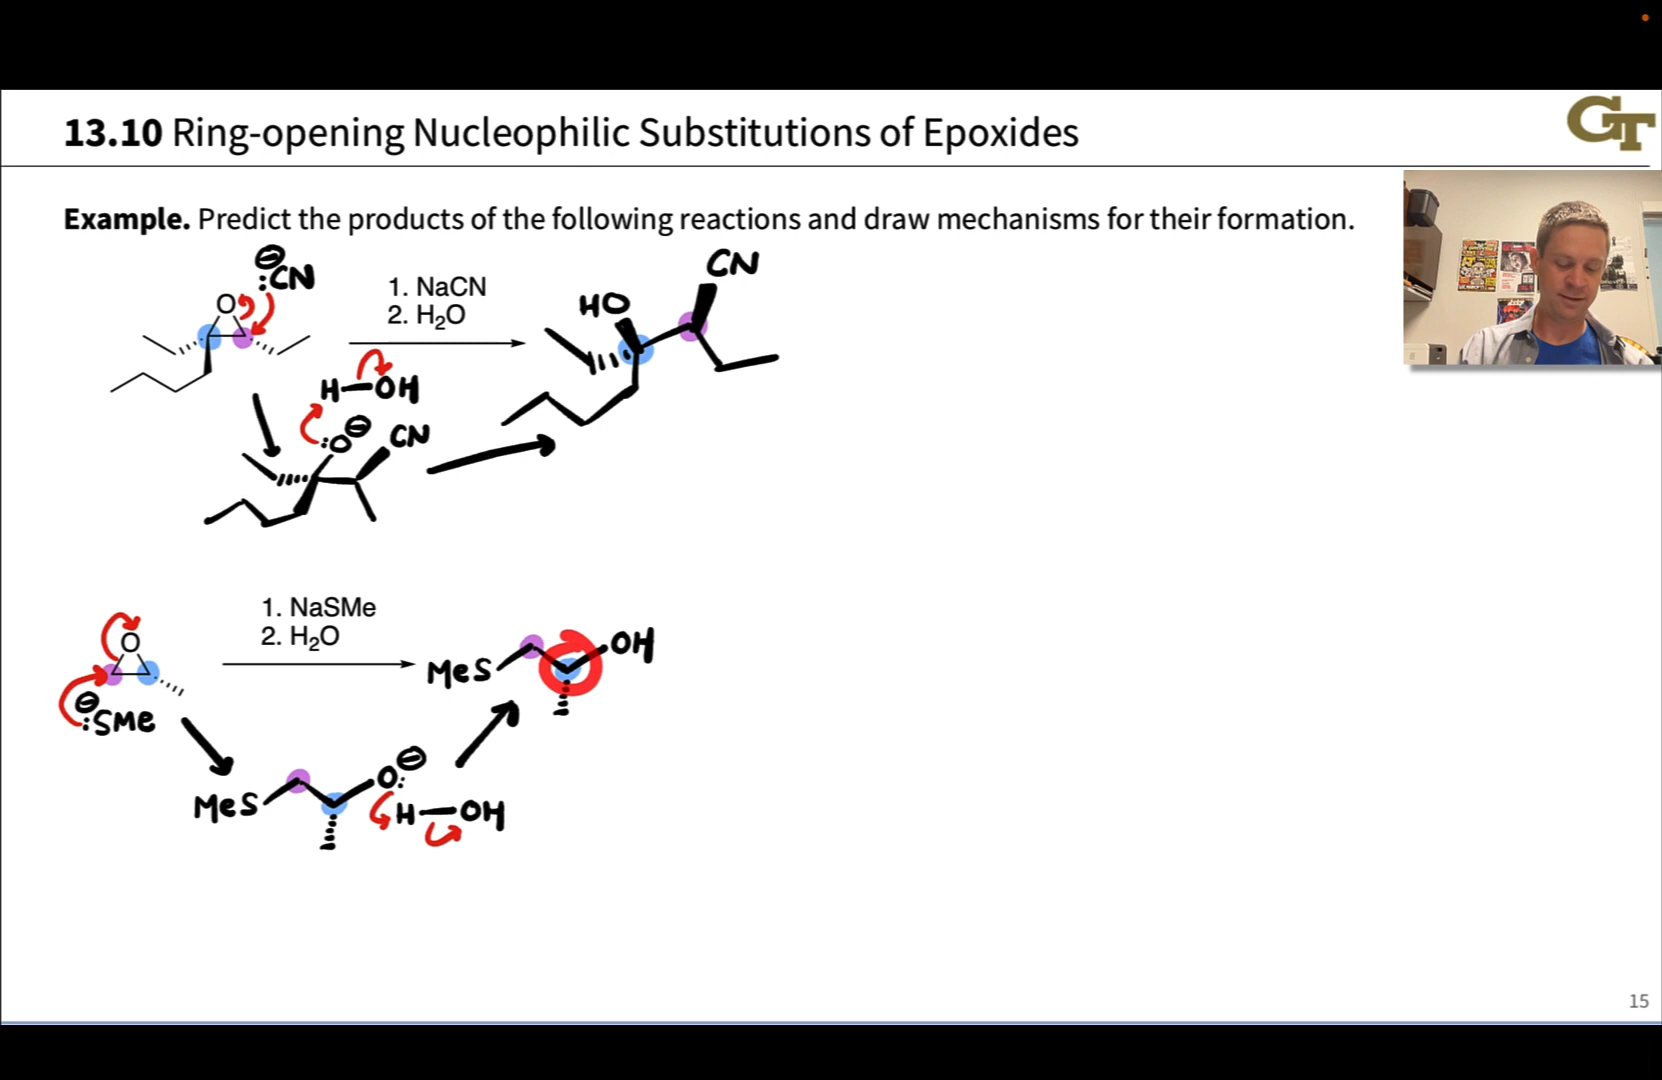 13.10 Ring-opening Nucleophilic Substitutions of Epoxides
GT
Example. Predict the products of the following reactions and draw mechanisms for their formation.
⊖
:CN
O
1. NaCN
2. H2O
H—OH
:O⊖
CN
HO
CN
1. NaSMe
2. H2O
O
⊖
:SMe
MeS
OH
MeS
O:⊖
H—OH
15